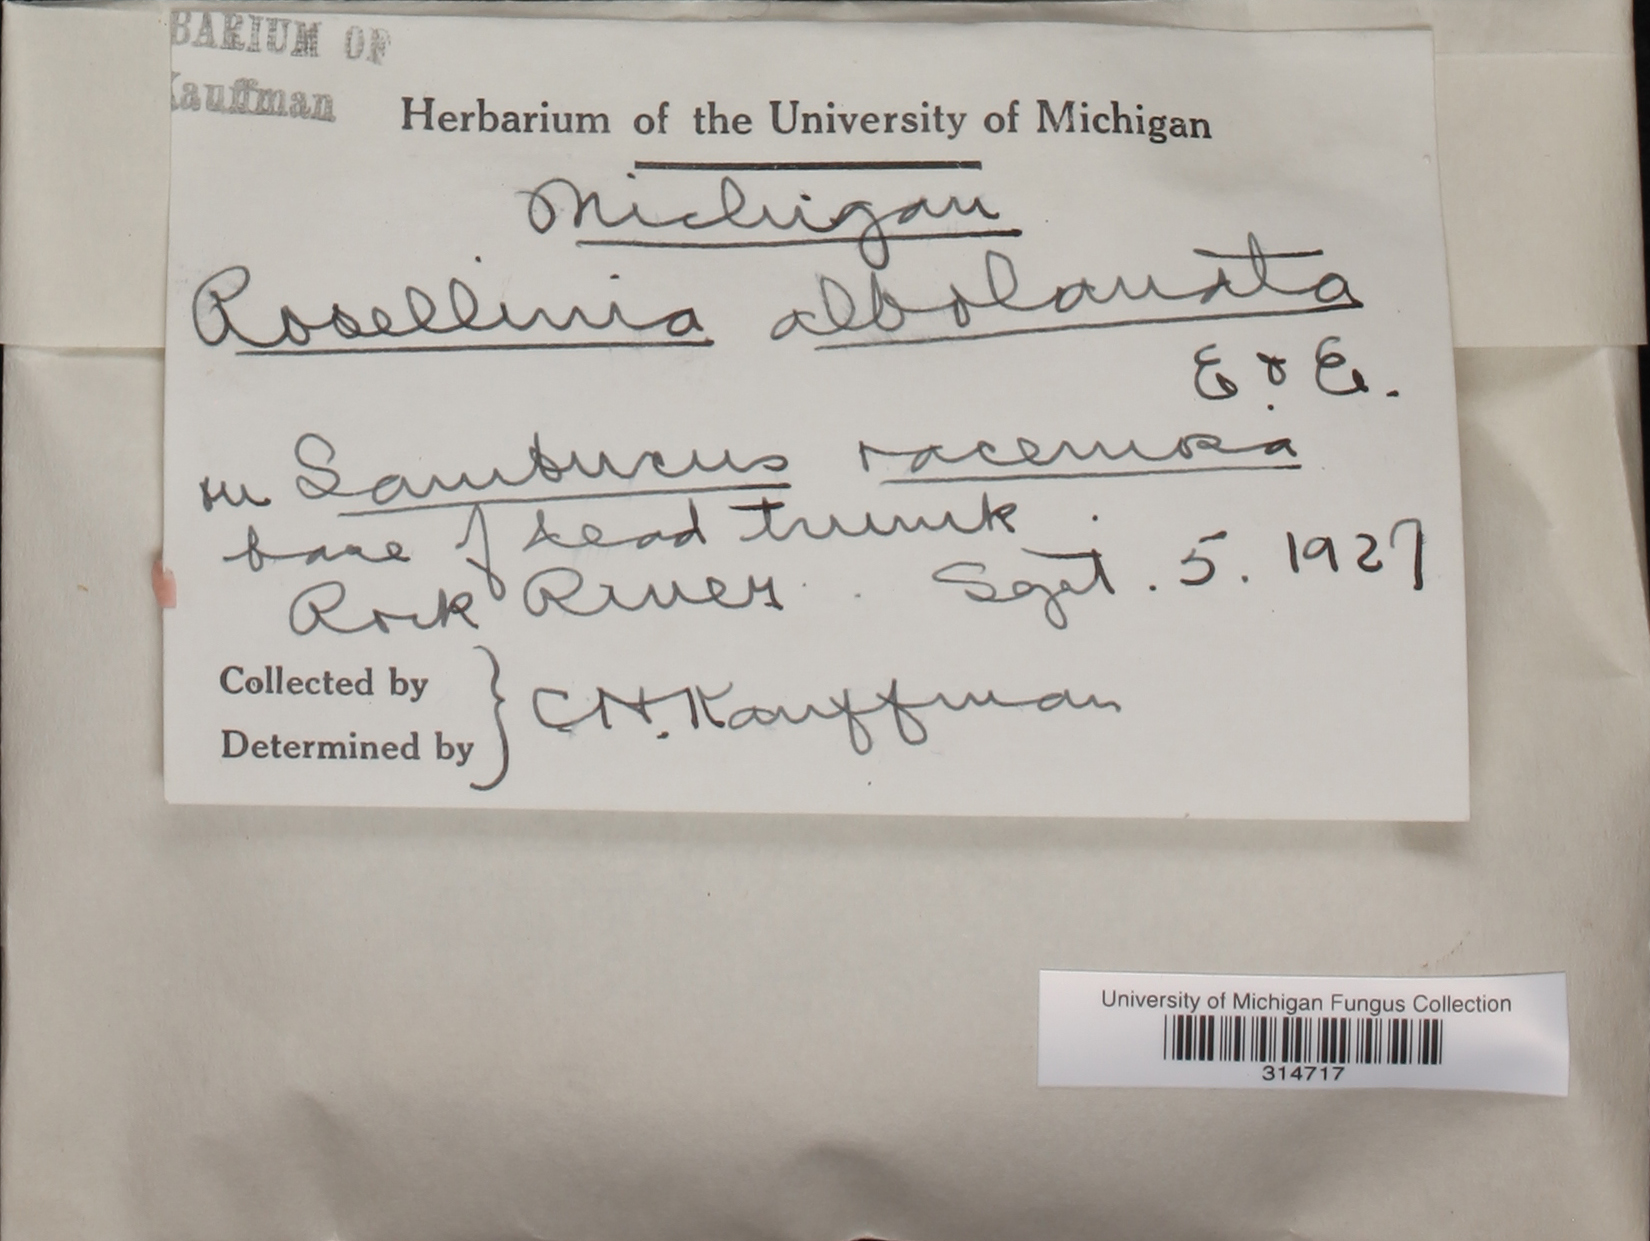 BARIUM OF
Kauffman
Herbarium of the University of Michigan
Michigan
Rosellinia albolanata
E & E.
on Sambucus racemosa
base of dead trunk.
Rock River. Sept. 5. 1927
Collected by
Determined by } C.H. Kauffman
University of Michigan Fungus Collection
314717